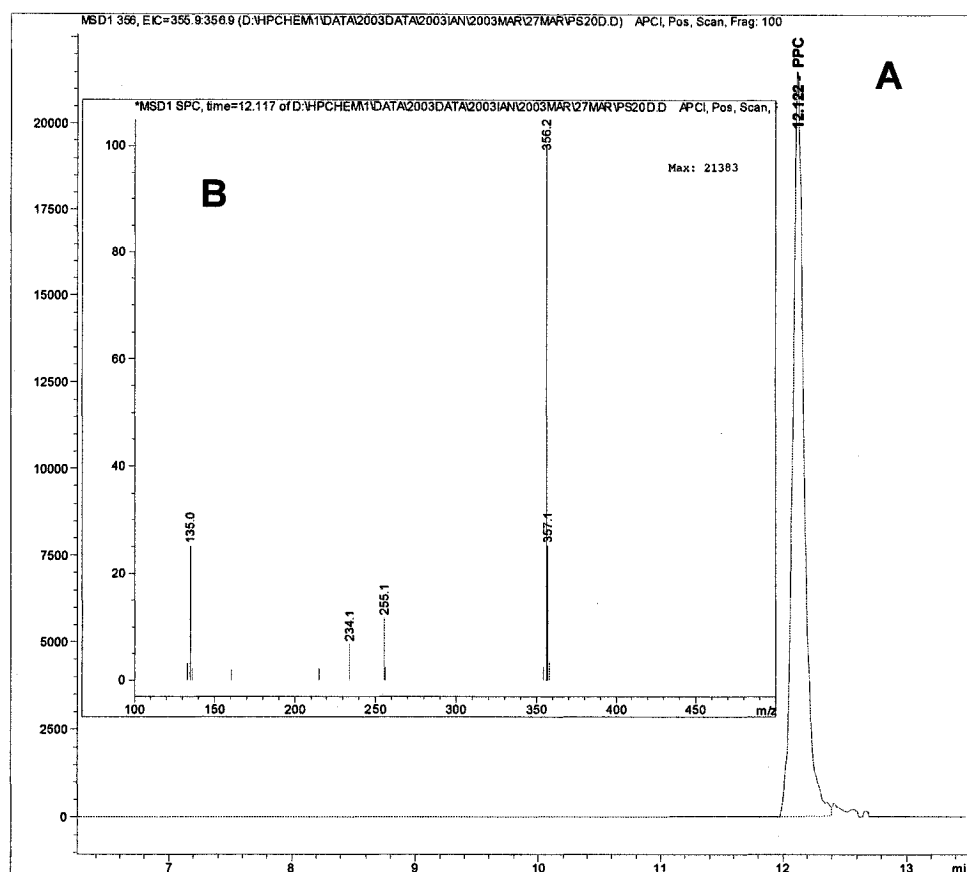 MSD1 356, EIC=355.9:356.9 (D:\HPCHEM\1\DATA\2003DATA\2003IAN\2003MAR\27MAR\PS20D.D) APCI, Pos, Scan, Frag: 100
12.122 - PPC
A
*MSD1 SPC, time=12.117 of D:\HPCHEM\1\DATA\2003DATA\2003IAN\2003MAR\27MAR\PS20D.D APCI, Pos, Scan,
B
Max: 21383
356.2
357.1
135.0
234.1
255.1
100
80
60
40
20
0
100 150 200 250 300 350 400 450 m/z
20000
17500
15000
12500
10000
7500
5000
2500
0
7 8 9 10 11 12 13 mi